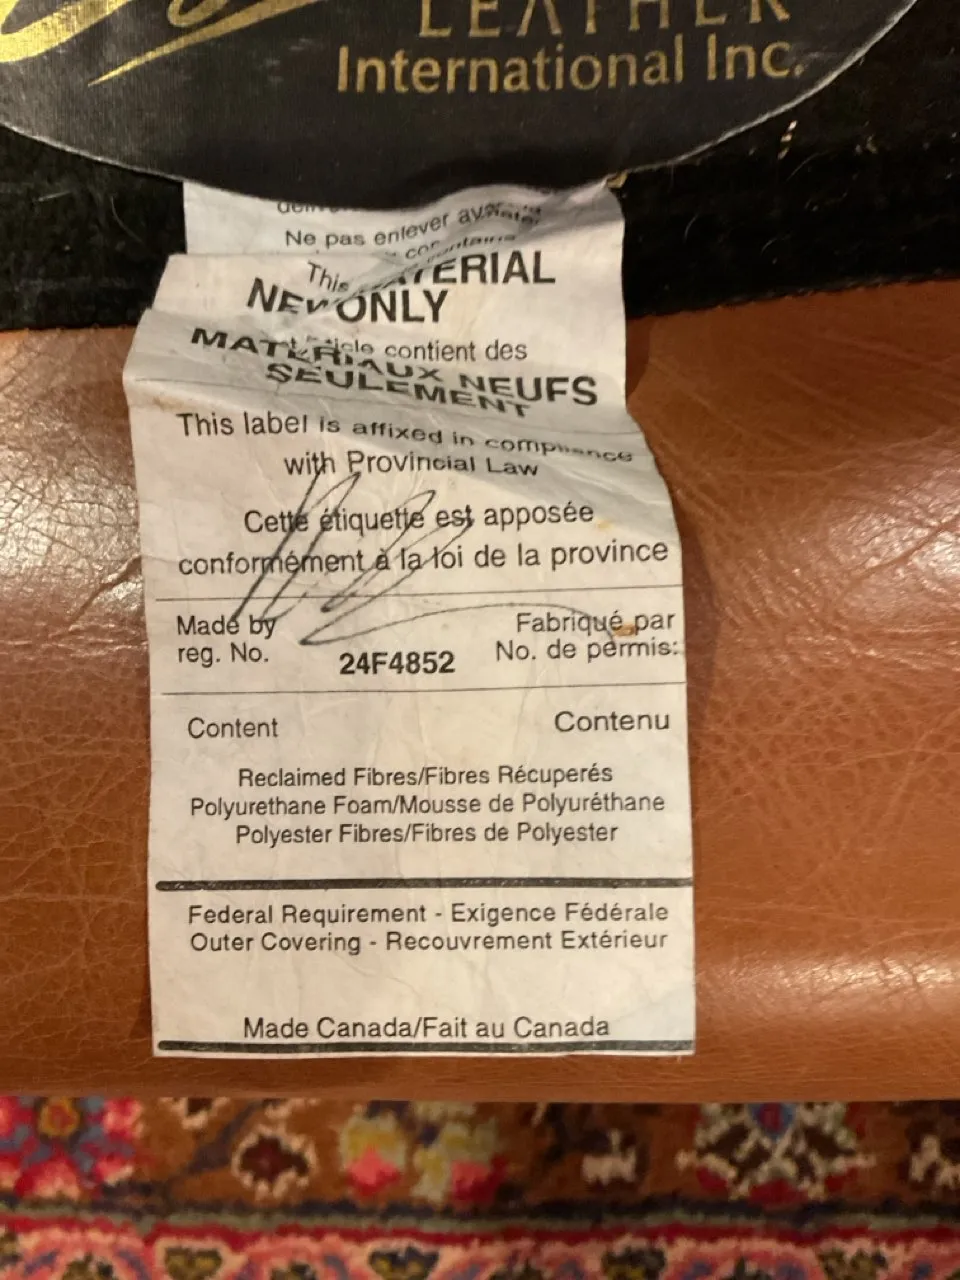 LEATHER
International Inc.
Ne pas enlever
This MATERIAL
NEW ONLY
article contient des
MATÉRIAUX NEUFS
SEULEMENT
This label is affixed in compliance
with Provincial Law
Cette étiquette est apposée
conformément à la loi de la province
Made by Fabriqué par
reg. No. 24F4852 No. de permis:
Content Contenu
Reclaimed Fibres/Fibres Récuperés
Polyurethane Foam/Mousse de Polyuréthane
Polyester Fibres/Fibres de Polyester
Federal Requirement - Exigence Fédérale
Outer Covering - Recouvrement Extérieur
Made Canada/Fait au Canada